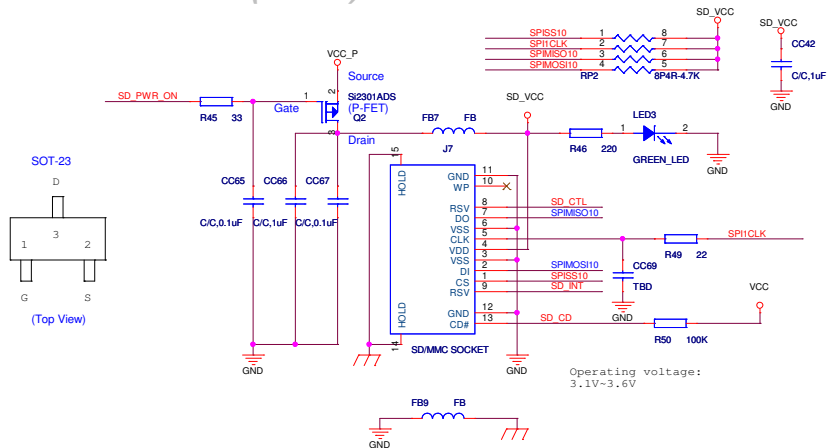 SD_VCC
SPISS10 1 8
SPI1CLK 2 7
SPIMISO10 3 6
SPIMOSI10 4 5
RP2 8P4R-4.7K
SD_VCC
CC42
C/C,1uF
GND
VCC_P
Source
2
Si2301ADS
(P-FET)
Q2
SD_PWR_ON
R45 33
1
Gate
3
Drain
SD_VCC
FB7 FB
R46 220
LED3
1 2
GREEN_LED
GND
SOT-23
D
3
1 2
G S
(Top View)
CC65
C/C,0.1uF
CC66
C/C,1uF
CC67
C/C,0.1uF
GND
J7
15
HOLD
GND 11
WP 10
RSV 8 SD_CTL
DO 7 SPIMISO10
VSS 6
CLK 5
VDD 4
VSS 3
DI 2 SPIMOSI10
CS 1 SPISS10
RSV 9 SD_INT
GND 12
CD# 13 SD_CD
HOLD
14
SD/MMC SOCKET
GND
R49 22
SPI1CLK
CC69
TBD
GND
VCC
R50 100K
Operating voltage:
3.1V~3.6V
FB9 FB
GND